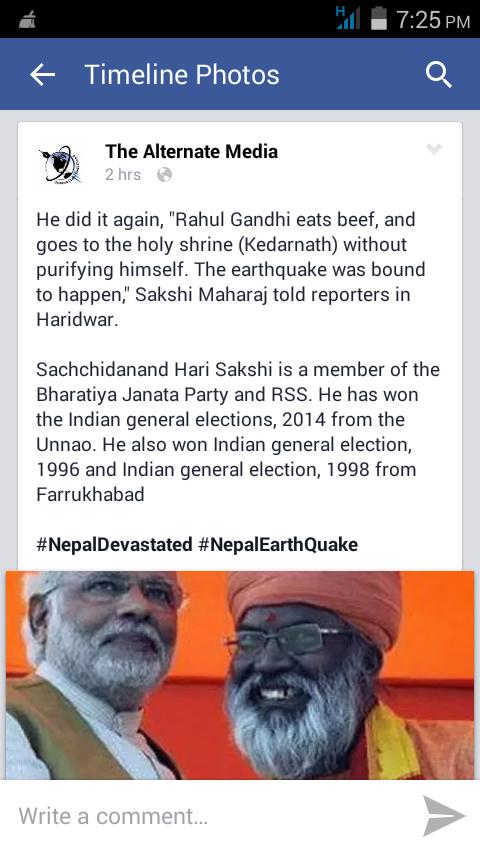 H 7:25 PM
Timeline Photos
The Alternate Media
2 hrs
He did it again, "Rahul Gandhi eats beef, and
goes to the holy shrine (Kedarnath) without
purifying himself. The earthquake was bound
to happen," Sakshi Maharaj told reporters in
Haridwar.
Sachchidanand Hari Sakshi is a member of the
Bharatiya Janata Party and RSS. He has won
the Indian general elections, 2014 from the
Unnao. He also won Indian general election,
1996 and Indian general election, 1998 from
Farrukhabad
#NepalDevastated #NepalEarthQuake
Write a comment...